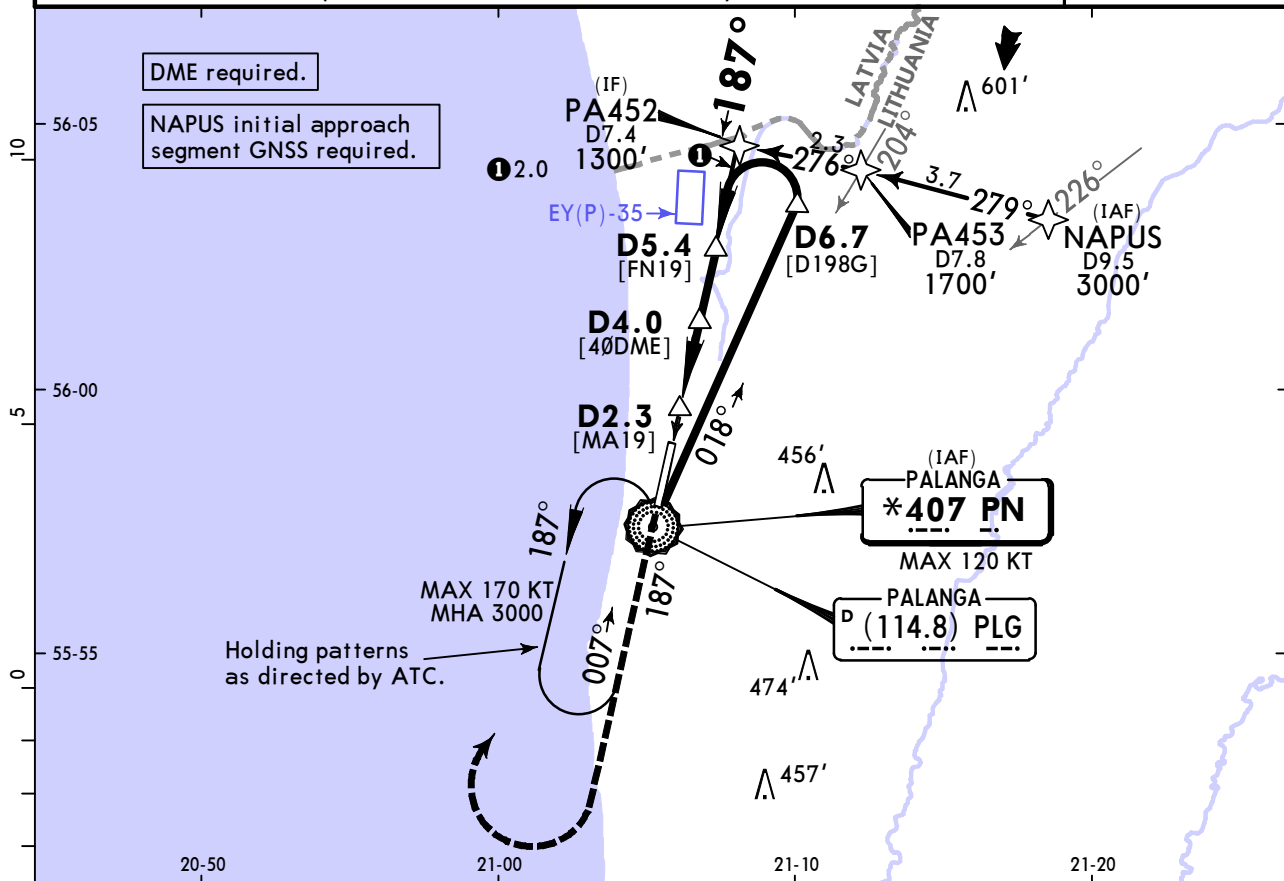 DME required.
NAPUS initial approach
segment GNSS required.
56-05
10
❶ 2.0
(IF)
PA452
D7.4
1300'
187°
❶
EY(P)-35
LATVIA
LITHUANIA
601'
204°
2.3
276°
3.7
279°
226°
(IAF)
NAPUS
D9.5
3000'
PA453
D7.8
1700'
D6.7
[D198G]
D5.4
[FN19]
D4.0
[4ØDME]
56-00
5
D2.3
[MA19]
018°
456'
(IAF)
PALANGA
*407 PN
MAX 120 KT
PALANGA
D (114.8) PLG
187°
187°
MAX 170 KT
MHA 3000
007°
Holding patterns
as directed by ATC.
55-55
0
474'
457'
20-50
21-00
21-10
21-20